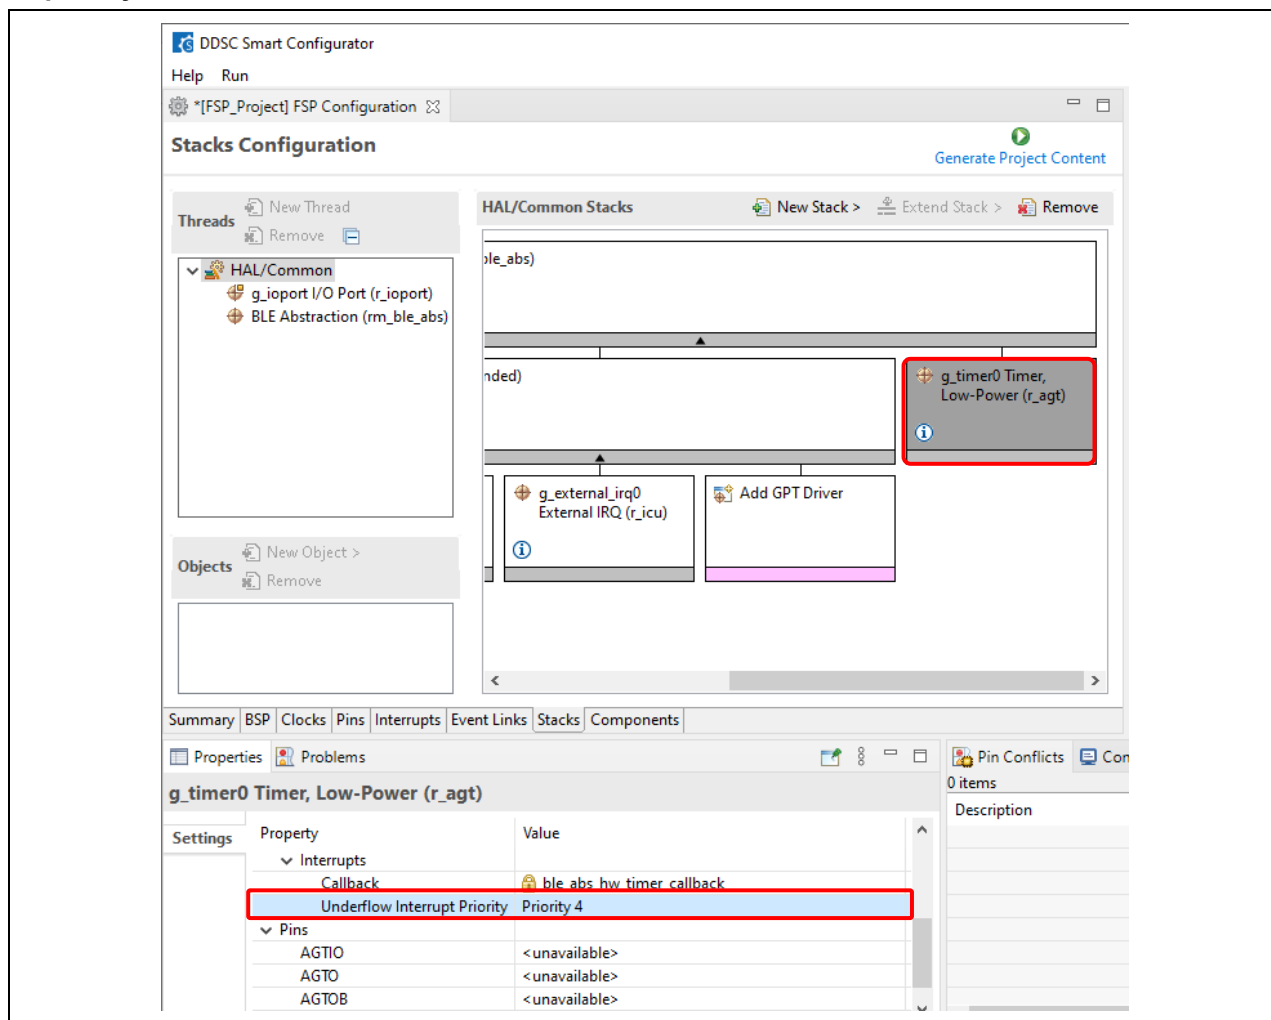 DDSC Smart Configurator
Help Run
*[FSP_Project] FSP Configuration
Stacks Configuration
Generate Project Content
Threads
New Thread
Remove
HAL/Common Stacks
New Stack >
Extend Stack >
Remove
HAL/Common
g_ioport I/O Port (r_ioport)
BLE Abstraction (rm_ble_abs)
ble_abs)
nded)
g_timer0 Timer,
Low-Power (r_agt)
g_external_irq0
External IRQ (r_icu)
Add GPT Driver
Objects
New Object >
Remove
Summary BSP Clocks Pins Interrupts Event Links Stacks Components
Properties Problems
Pin Conflicts Con
0 items
Description
g_timer0 Timer, Low-Power (r_agt)
Settings
Property Value
Interrupts
Callback ble_abs_hw_timer_callback
Underflow Interrupt Priority Priority 4
Pins
AGTIO <unavailable>
AGTO <unavailable>
AGTOB <unavailable>